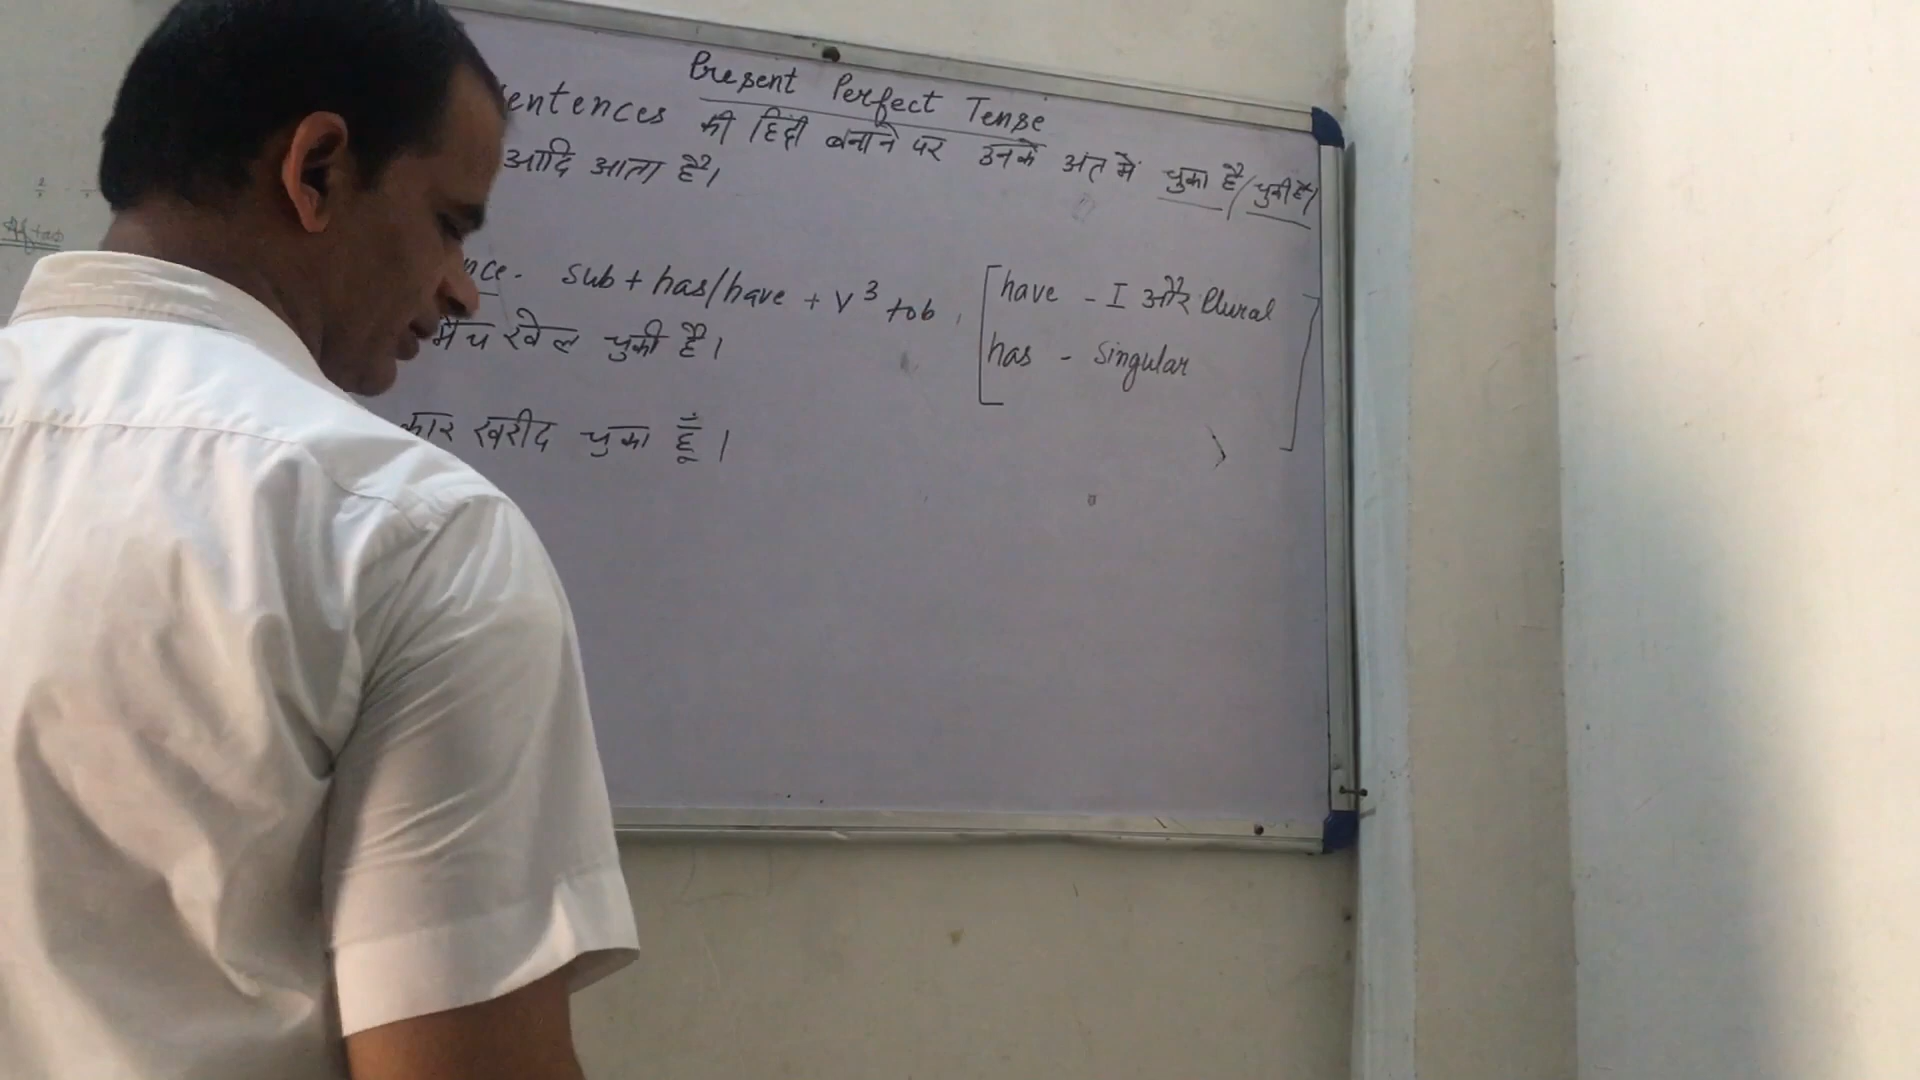 Present Perfect Tense
entences की हिंदी बनाने पर उनके अंत में चुका है/चुकी है।
आदि आता है।
nce. sub + has/have + V3 + ob.
have - I और Plural
has - Singular
मैच खेल चुकी है।
कार खरीद चुका हूँ।